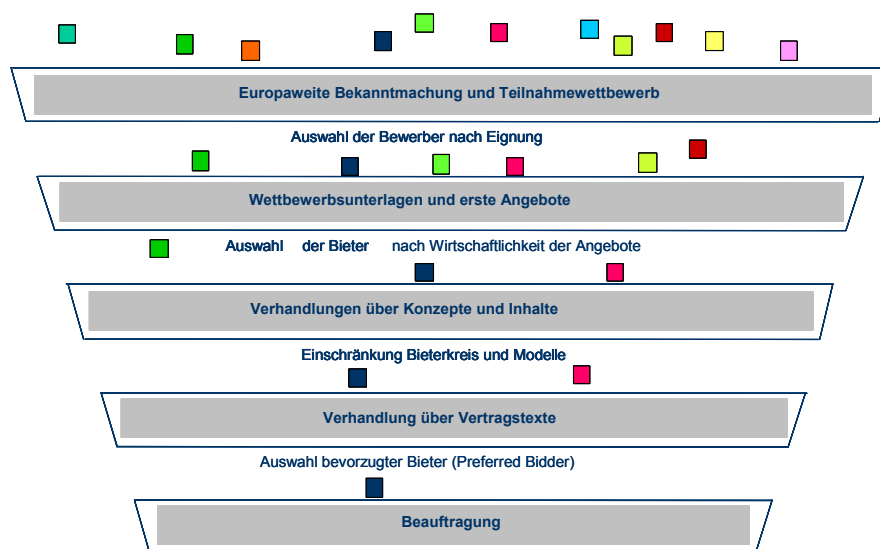 Europaweite Bekanntmachung und Teilnahmewettbewerb
Auswahl der Bewerber nach Eignung
Wettbewerbsunterlagen und erste Angebote
Auswahl der Bieter nach Wirtschaftlichkeit der Angebote
Verhandlungen über Konzepte und Inhalte
Einschränkung Bieterkreis und Modelle
Verhandlung über Vertragstexte
Auswahl bevorzugter Bieter (Preferred Bidder)
Beauftragung